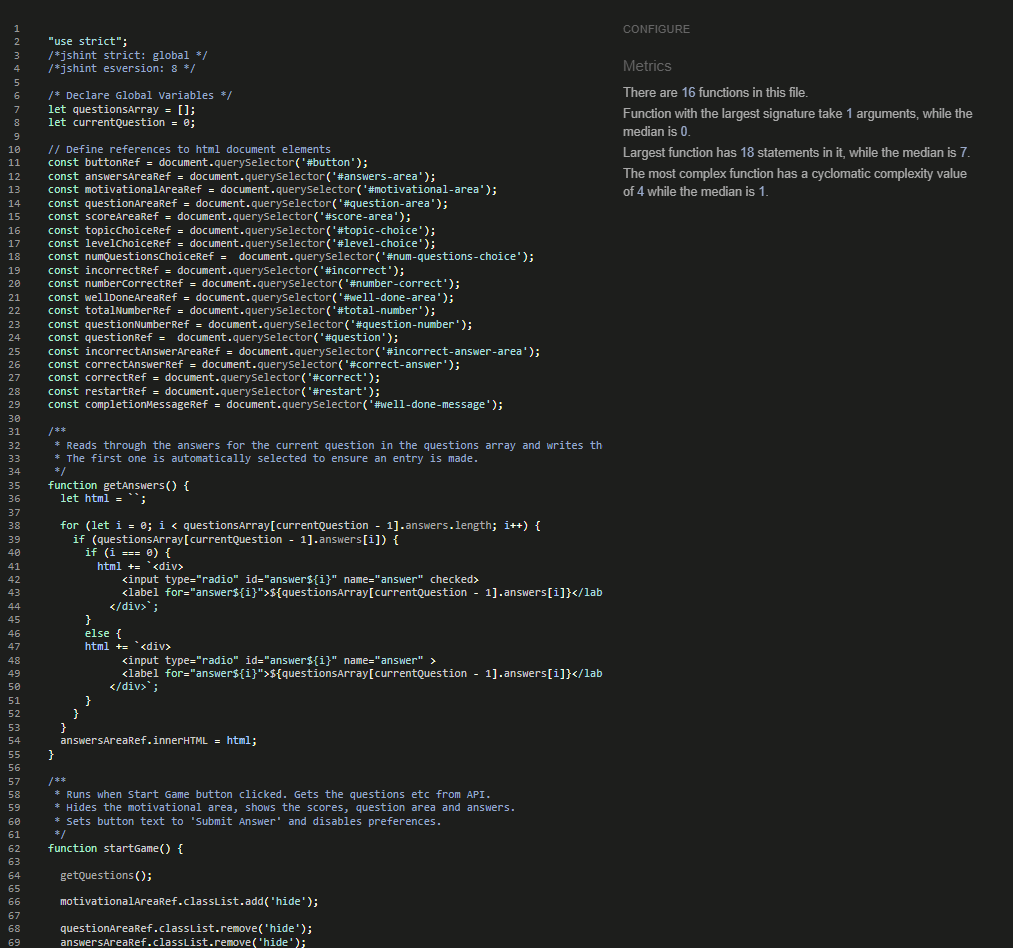 1
2 "use strict";
3 /*jshint strict: global */
4 /*jshint esversion: 8 */
5
6 /* Declare Global Variables */
7 let questionsArray = [];
8 let currentQuestion = 0;
9
10 // Define references to html document elements
11 const buttonRef = document.querySelector('#button');
12 const answersAreaRef = document.querySelector('#answers-area');
13 const motivationalAreaRef = document.querySelector('#motivational-area');
14 const questionAreaRef = document.querySelector('#question-area');
15 const scoreAreaRef = document.querySelector('#score-area');
16 const topicChoiceRef = document.querySelector('#topic-choice');
17 const levelChoiceRef = document.querySelector('#level-choice');
18 const numQuestionsChoiceRef =  document.querySelector('#num-questions-choice');
19 const incorrectRef = document.querySelector('#incorrect');
20 const numberCorrectRef = document.querySelector('#number-correct');
21 const wellDoneAreaRef = document.querySelector('#well-done-area');
22 const totalNumberRef = document.querySelector('#total-number');
23 const questionNumberRef = document.querySelector('#question-number');
24 const questionRef =  document.querySelector('#question');
25 const incorrectAnswerAreaRef = document.querySelector('#incorrect-answer-area');
26 const correctAnswerRef = document.querySelector('#correct-answer');
27 const correctRef = document.querySelector('#correct');
28 const restartRef = document.querySelector('#restart');
29 const completionMessageRef = document.querySelector('#well-done-message');
30
31 /**
32  * Reads through the answers for the current question in the questions array and writes th
33  * The first one is automatically selected to ensure an entry is made.
34  */
35 function getAnswers() {
36   let html = ``;
37
38   for (let i = 0; i < questionsArray[currentQuestion - 1].answers.length; i++) {
39     if (questionsArray[currentQuestion - 1].answers[i]) {
40       if (i === 0) {
41         html += `<div>
42             <input type="radio" id="answer${i}" name="answer" checked>
43             <label for="answer${i}">${questionsArray[currentQuestion - 1].answers[i]}</lab
44           </div>`;
45       }
46       else {
47       html += `<div>
48             <input type="radio" id="answer${i}" name="answer" >
49             <label for="answer${i}">${questionsArray[currentQuestion - 1].answers[i]}</lab
50           </div>`;
51       }
52     }
53   }
54   answersAreaRef.innerHTML = html;
55 }
56
57 /**
58  * Runs when Start Game button clicked. Gets the questions etc from API.
59  * Hides the motivational area, shows the scores, question area and answers.
60  * Sets button text to 'Submit Answer' and disables preferences.
61  */
62 function startGame() {
63
64   getQuestions();
65
66   motivationalAreaRef.classList.add('hide');
67
68   questionAreaRef.classList.remove('hide');
69   answersAreaRef.classList.remove('hide');
CONFIGURE
Metrics
There are 16 functions in this file.
Function with the largest signature take 1 arguments, while the
median is 0.
Largest function has 18 statements in it, while the median is 7.
The most complex function has a cyclomatic complexity value
of 4 while the median is 1.